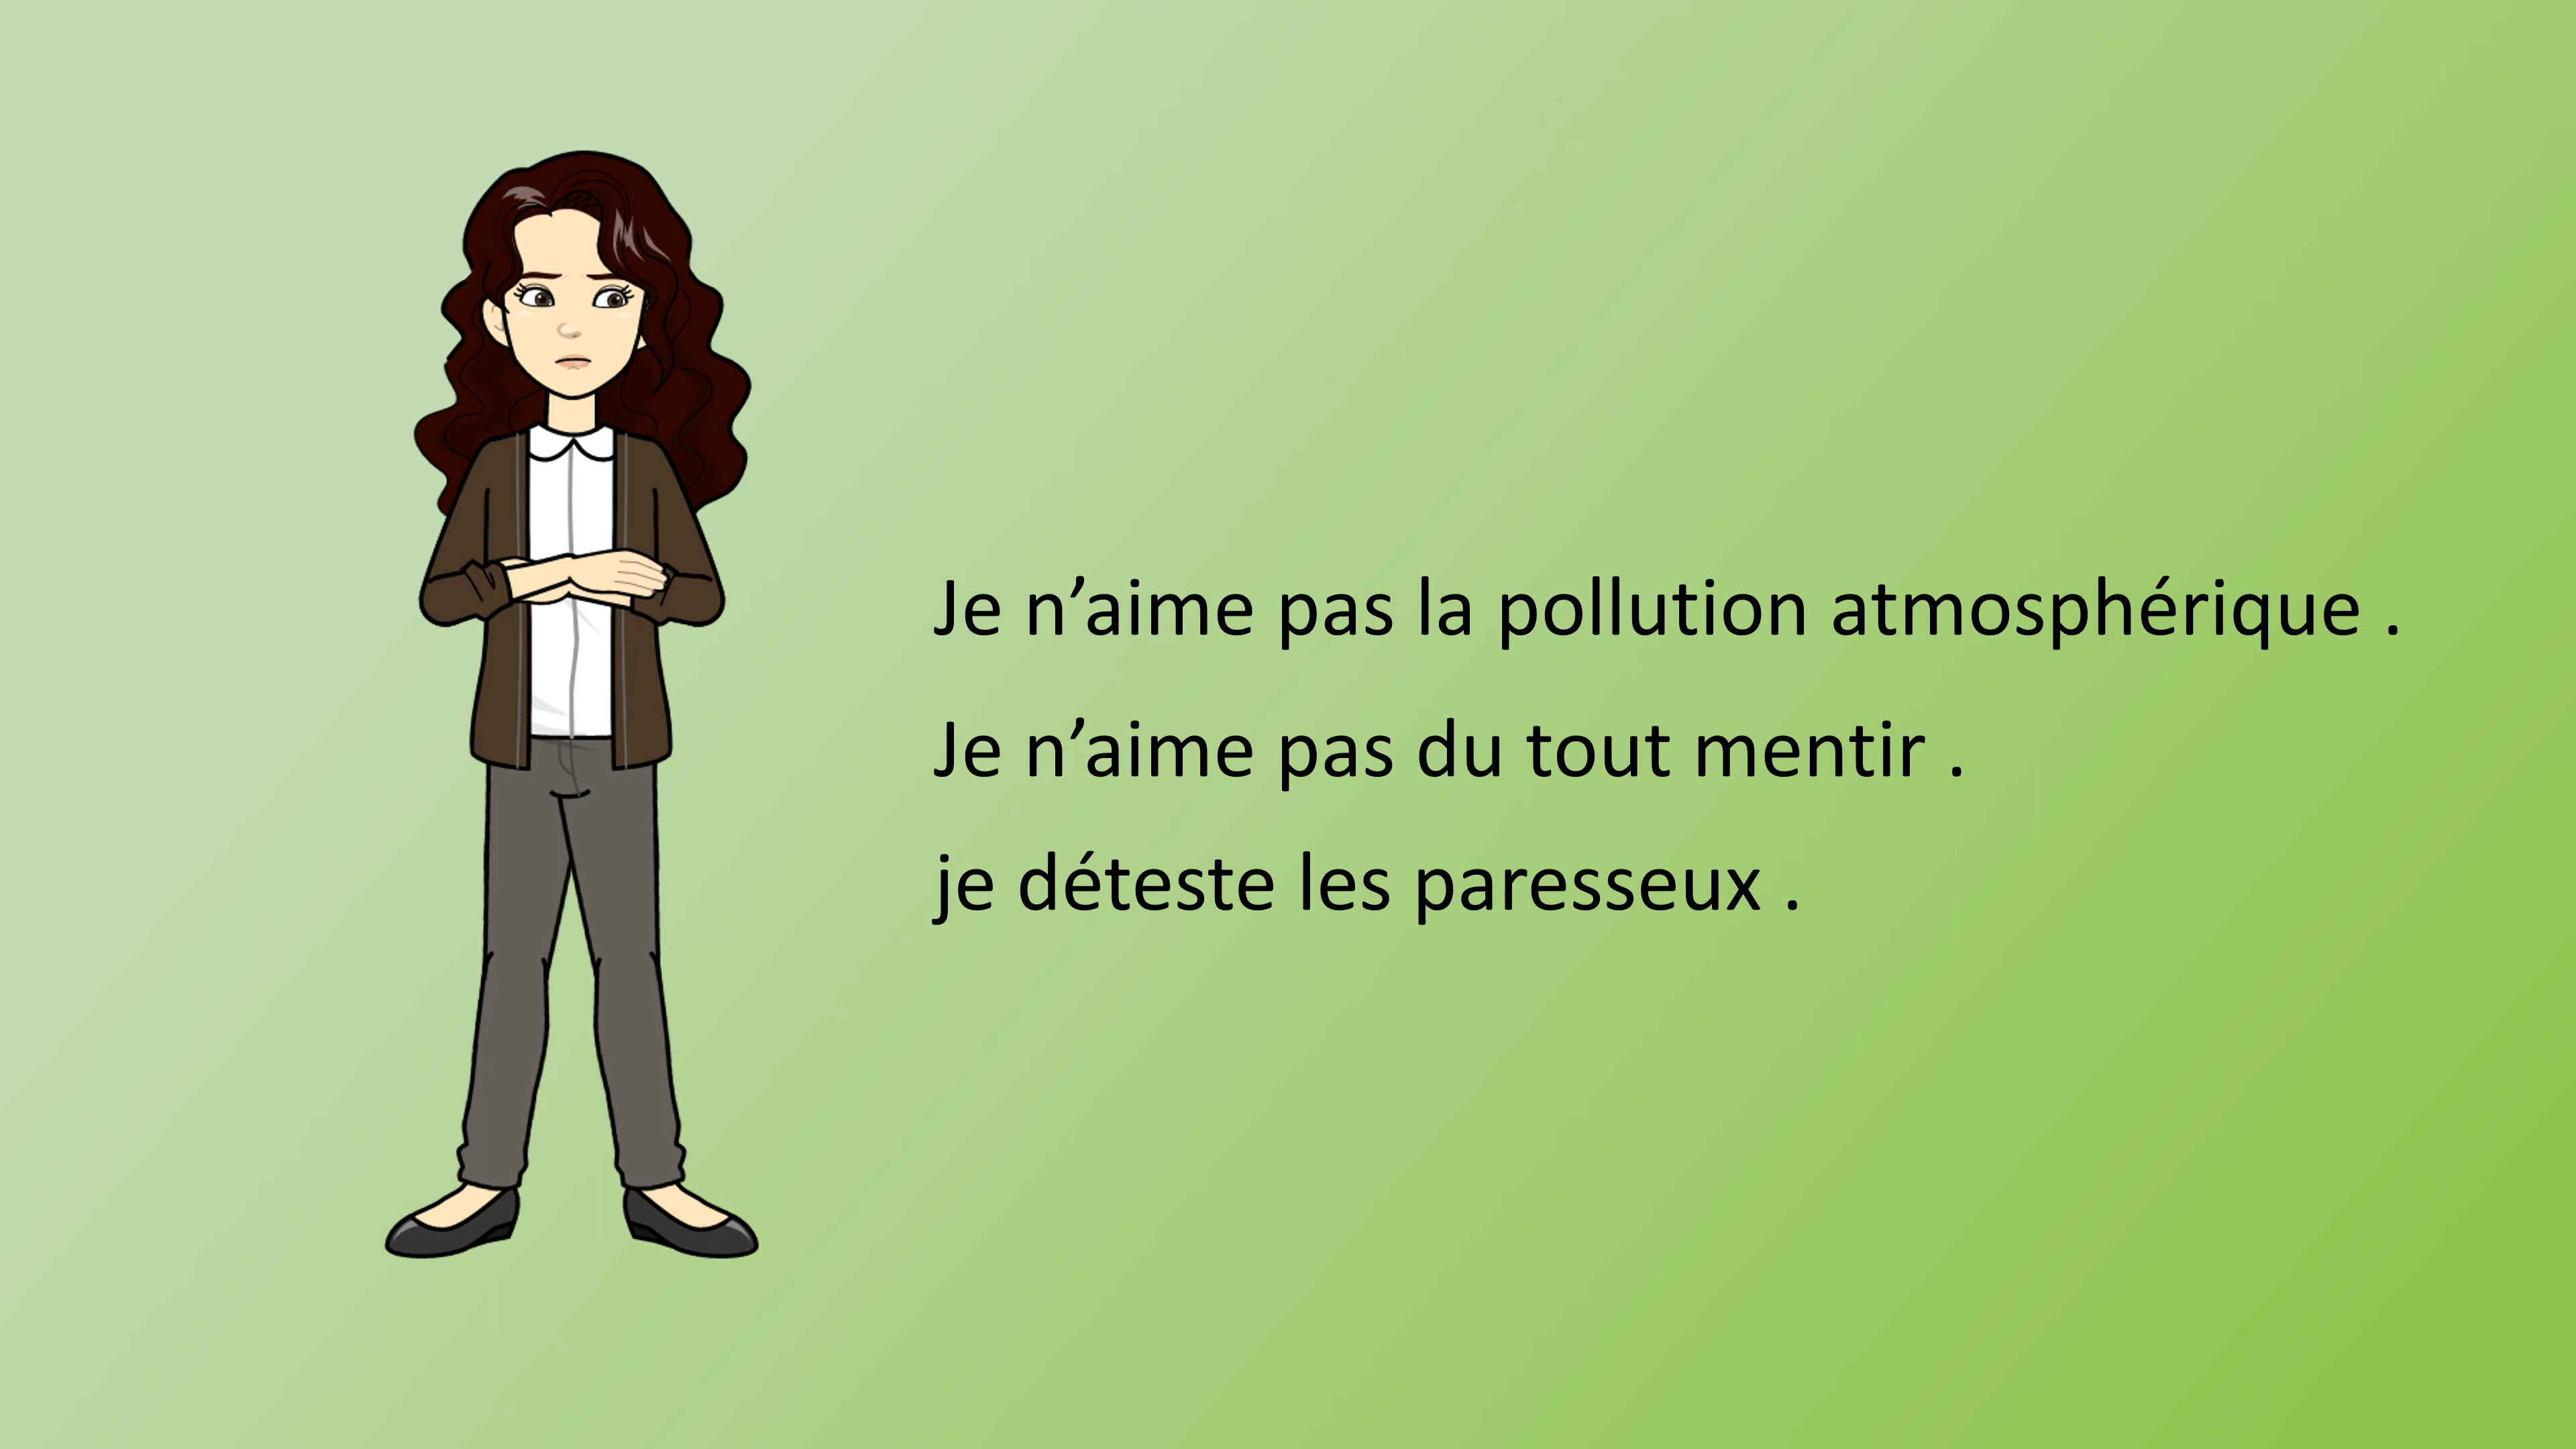 Je n’aime pas la pollution atmosphérique .
Je n’aime pas du tout mentir .
je déteste les paresseux .